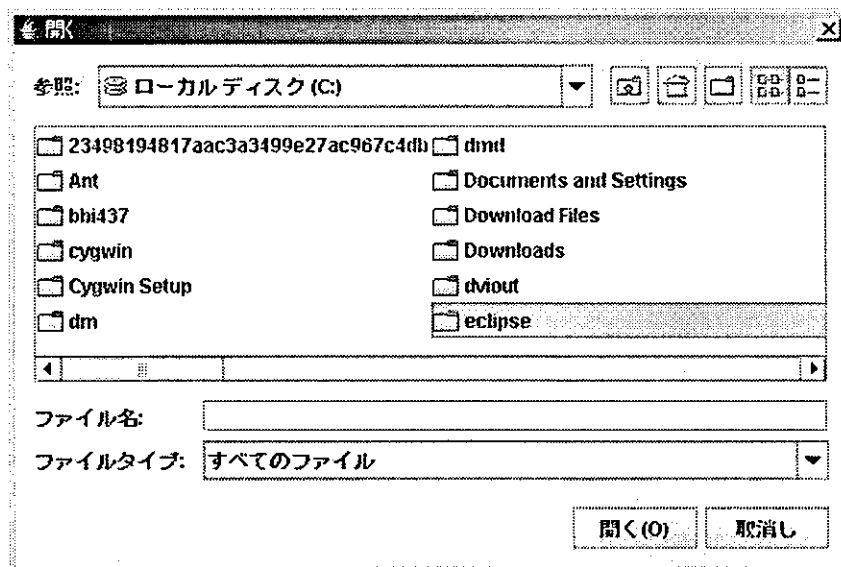 開く
参照: ローカル ディスク (C:)
23498194817aac3a3499e27ac967c4db
dmd
Ant
Documents and Settings
bhi437
Download Files
cygwin
Downloads
Cygwin Setup
dviout
dm
eclipse
ファイル名:
ファイルタイプ: すべてのファイル
開く(O) 取消し